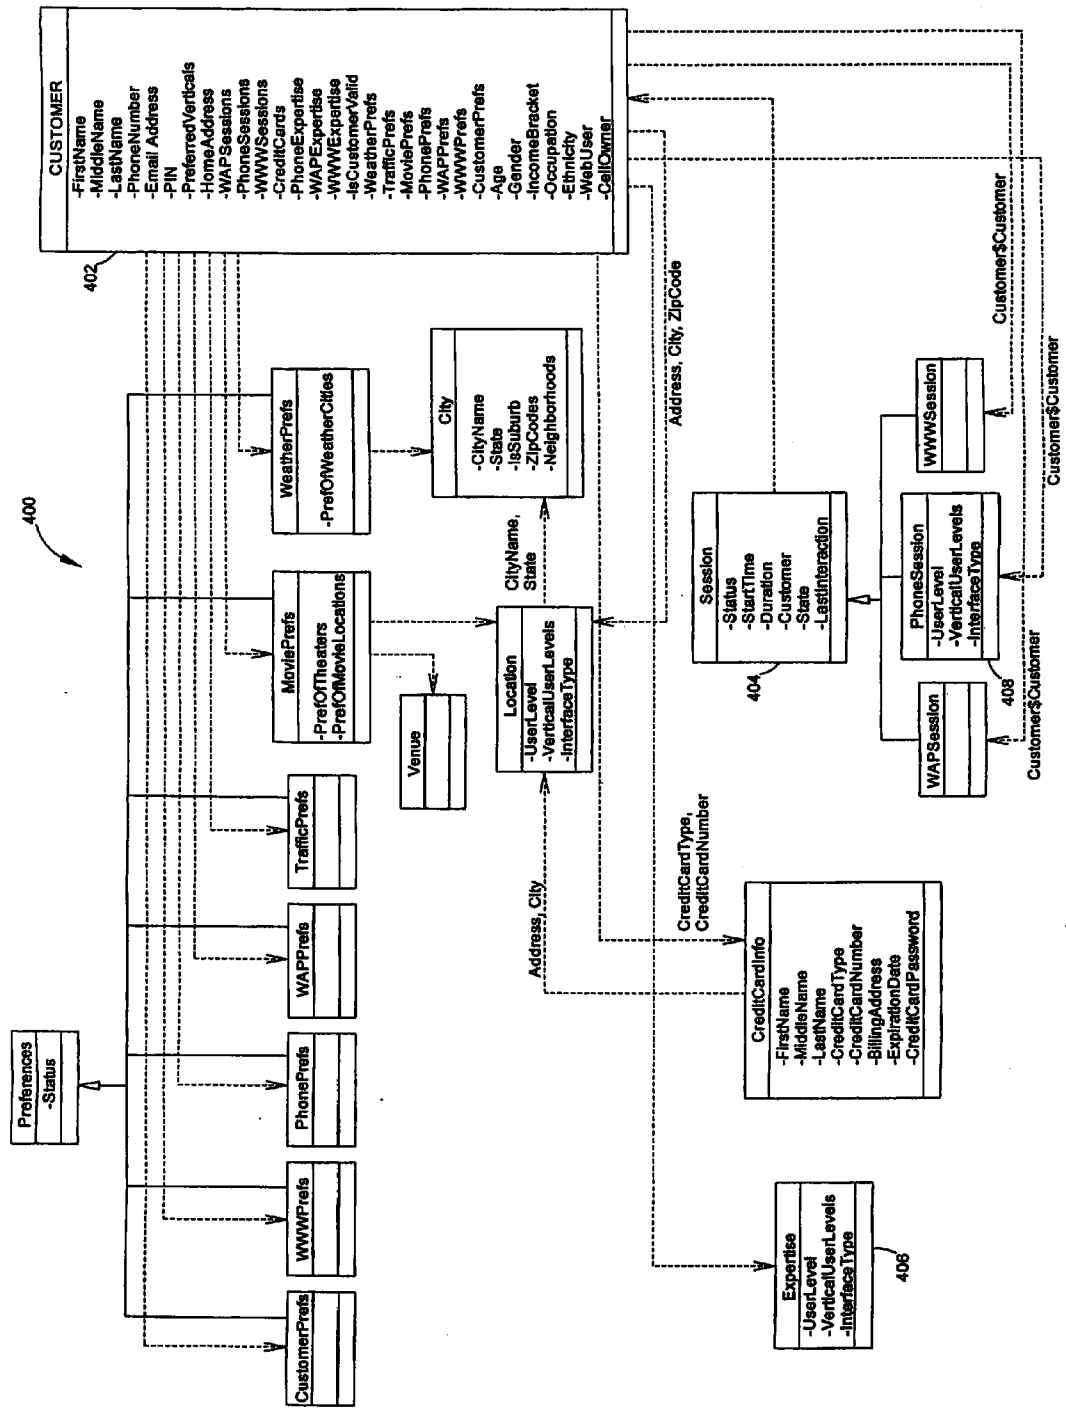 400
Preferences
-Status
CustomerPrefs
WWWPrefs
PhonePrefs
WAPPrefs
TrafficPrefs
MoviePrefs
-PrefOfTheaters
-PrefOfMovieLocations
WeatherPrefs
-PrefOfWeatherCities
CUSTOMER
-FirstName
-MiddleName
-LastName
-PhoneNumber
-Email Address
-PIN
-PreferredVerticals
-HomeAddress
-WAPSessions
-PhoneSessions
-WWWSessions
-CreditCards
-PhoneExpertise
-WAPExpertise
-WWWExpertise
-IsCustomerValid
-WeatherPrefs
-TrafficPrefs
-MoviePrefs
-PhonePrefs
-WAPPrefs
-WWWPrefs
-CustomerPrefs
-Age
-Gender
-IncomeBracket
-Occupation
-Ethnicity
-WebUser
-CellOwner
402
Venue
City
-CityName
-State
-IsSuburb
-ZipCodes
-Neighborhoods
CityName,
State
Location
-UserLevel
-VerticalUserLevels
-InterfaceType
Address, City
Address, City, ZipCode
CreditCardType,
CreditCardNumber
CreditCardInfo
-FirstName
-MiddleName
-LastName
-CreditCardType
-CreditCardNumber
-BillingAddress
-ExpirationDate
-CreditCardPassword
Expertise
-UserLevel
-VerticalUserLevels
-InterfaceType
406
Session
-Status
-StartTime
-Duration
-Customer
-State
-LastInteraction
404
WAPSession
PhoneSession
-UserLevel
-VerticalUserLevels
-InterfaceType
408
WWWSession
Customer$Customer
Customer$Customer
Customer$Customer